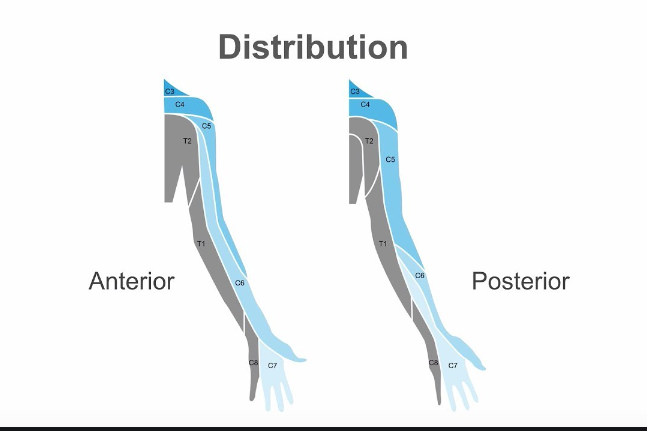 Distribution
C3
C4
C5
T2
T1
C6
C8
C7
Anterior
C3
C4
T2
C5
T1
C6
C8
C7
Posterior